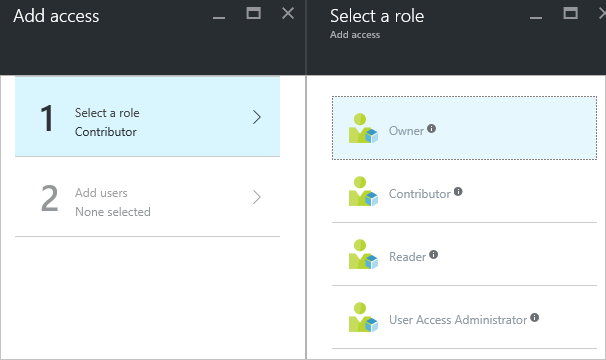 Add access
1
Select a role
Contributor
2
Add users
None selected
Select a role
Add access
Owner
Contributor
Reader
User Access Administrator